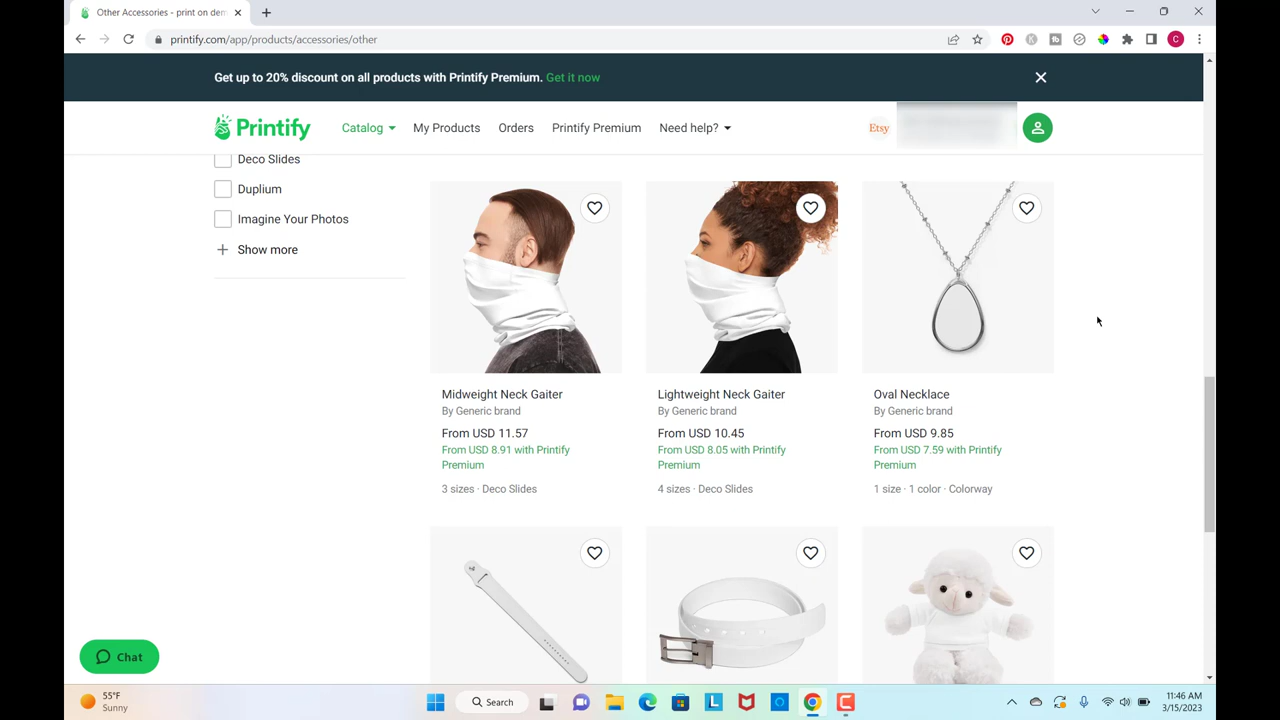 Other Accessories - print on dem
printify.com/app/products/accessories/other
C
Get up to 20% discount on all products with Printify Premium. Get it now
Printify
Catalog
My Products
Orders
Printify Premium
Need help?
Etsy
Deco Slides
Duplium
Imagine Your Photos
Show more
Midweight Neck Gaiter
By Generic brand
From USD 11.57
From USD 8.91 with Printify
Premium
3 sizes · Deco Slides
Lightweight Neck Gaiter
By Generic brand
From USD 10.45
From USD 8.05 with Printify
Premium
4 sizes · Deco Slides
Oval Necklace
By Generic brand
From USD 9.85
From USD 7.59 with Printify
Premium
1 size · 1 color · Colorway
Chat
55°F
Sunny
Search
L
11:46 AM
3/15/2023